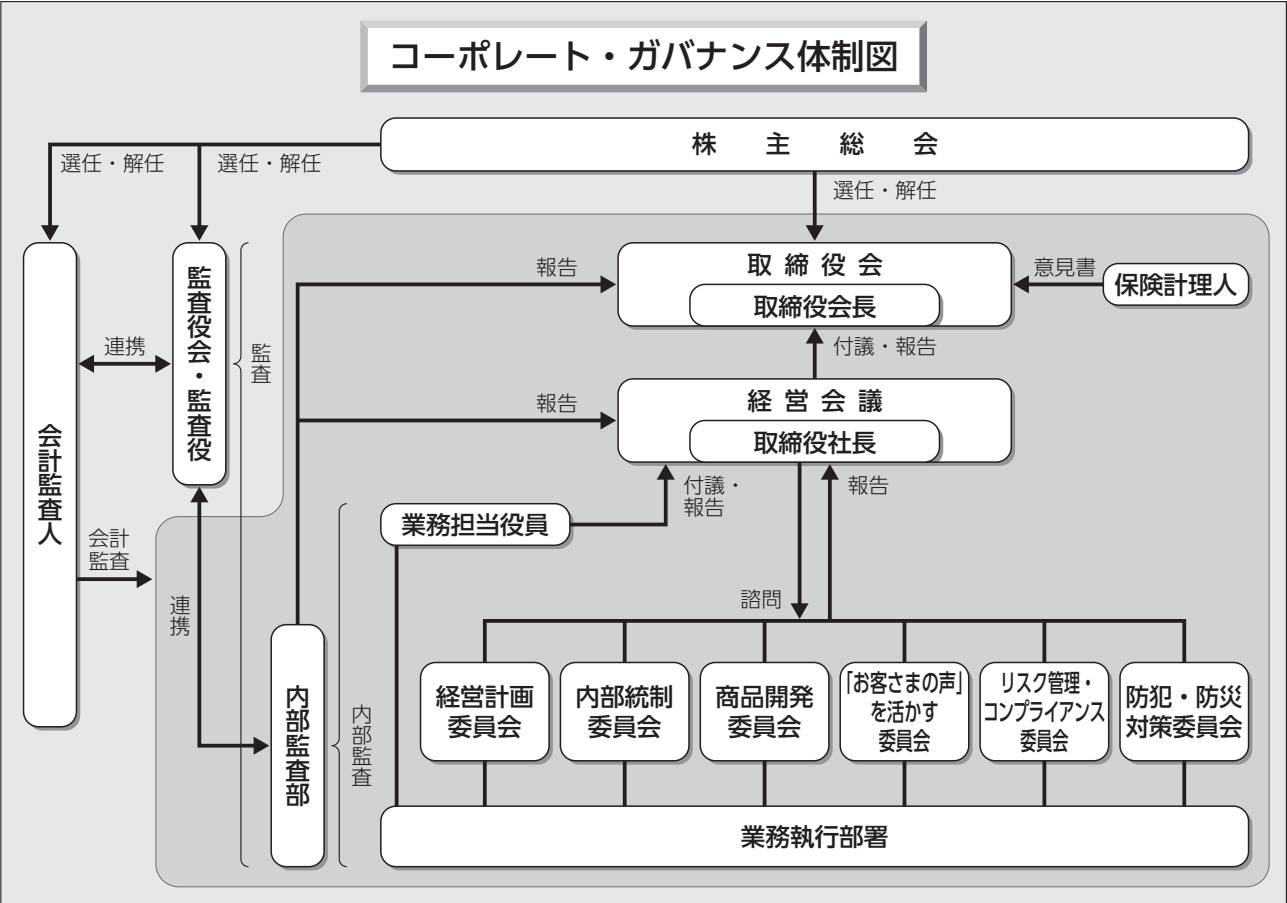 コーポレート・ガバナンス体制図
株主総会
選任・解任
選任・解任
選任・解任
取締役会
取締役会長
報告
意見書
保険計理人
監査役会・監査役
監査
連携
付議・報告
経営会議
取締役社長
報告
会計監査人
付議・
報告
報告
業務担当役員
会計
監査
連携
諮問
内部監査部
内部監査
経営計画
委員会
内部統制
委員会
商品開発
委員会
「お客さまの声」
を活かす
委員会
リスク管理・
コンプライアンス
委員会
防犯・防災
対策委員会
業務執行部署